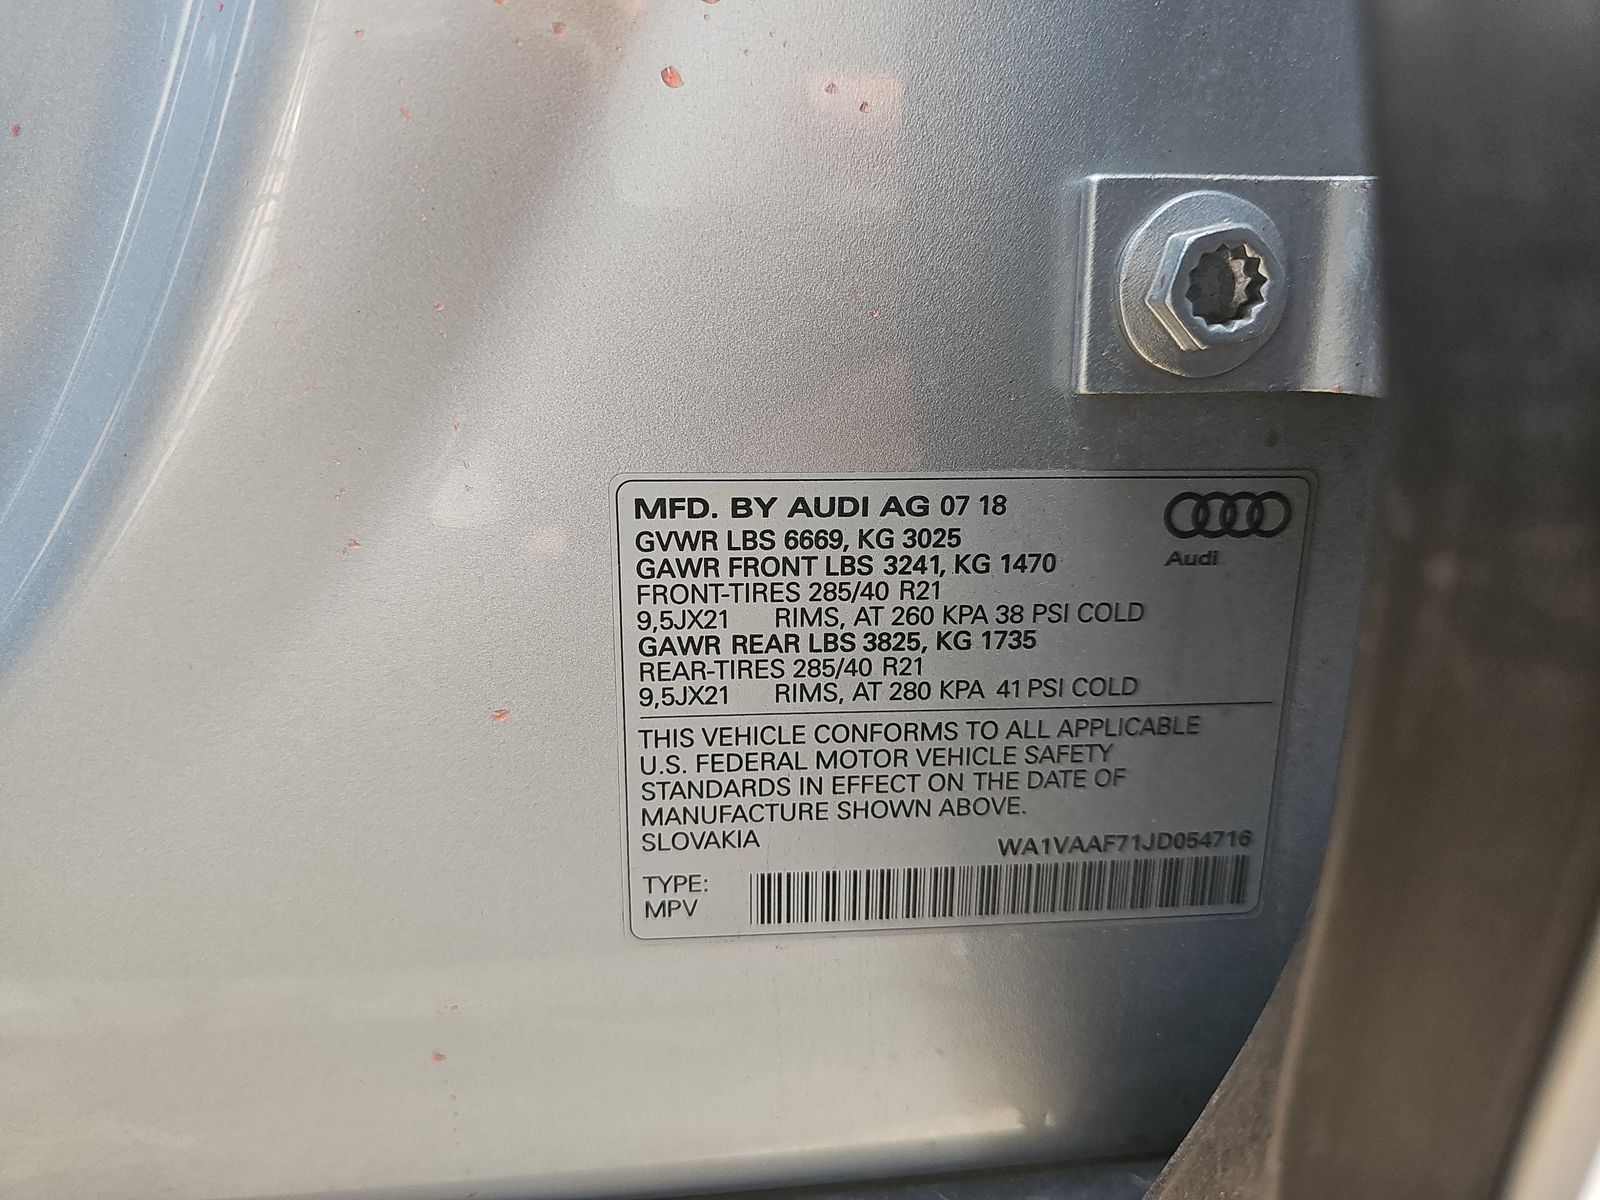 MFD. BY AUDI AG 07 18
GVWR LBS 6669, KG 3025
GAWR FRONT LBS 3241, KG 1470
FRONT-TIRES 285/40 R21
9,5JX21 RIMS, AT 260 KPA 38 PSI COLD
GAWR REAR LBS 3825, KG 1735
REAR-TIRES 285/40 R21
9,5JX21 RIMS, AT 280 KPA 41 PSI COLD
Audi
THIS VEHICLE CONFORMS TO ALL APPLICABLE
U.S. FEDERAL MOTOR VEHICLE SAFETY
STANDARDS IN EFFECT ON THE DATE OF
MANUFACTURE SHOWN ABOVE.
SLOVAKIA WA1VAAF71JD054716
TYPE:
MPV